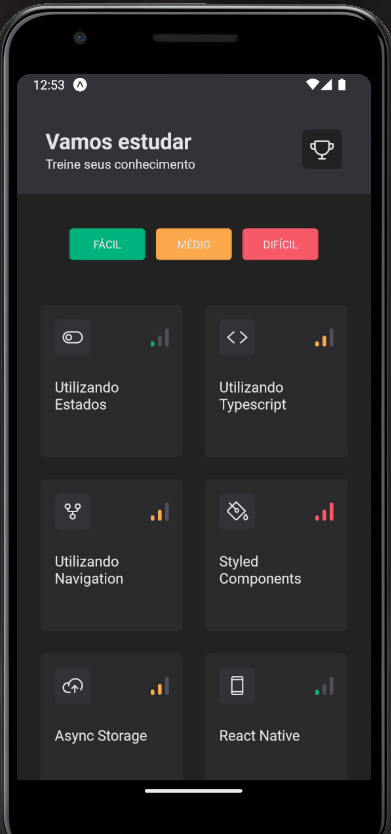 12:53
Vamos estudar
Treine seus conhecimento
FÁCIL MÉDIO DIFÍCIL
Utilizando
Estados
Utilizando
Typescript
Utilizando
Navigation
Styled
Components
Async Storage
React Native